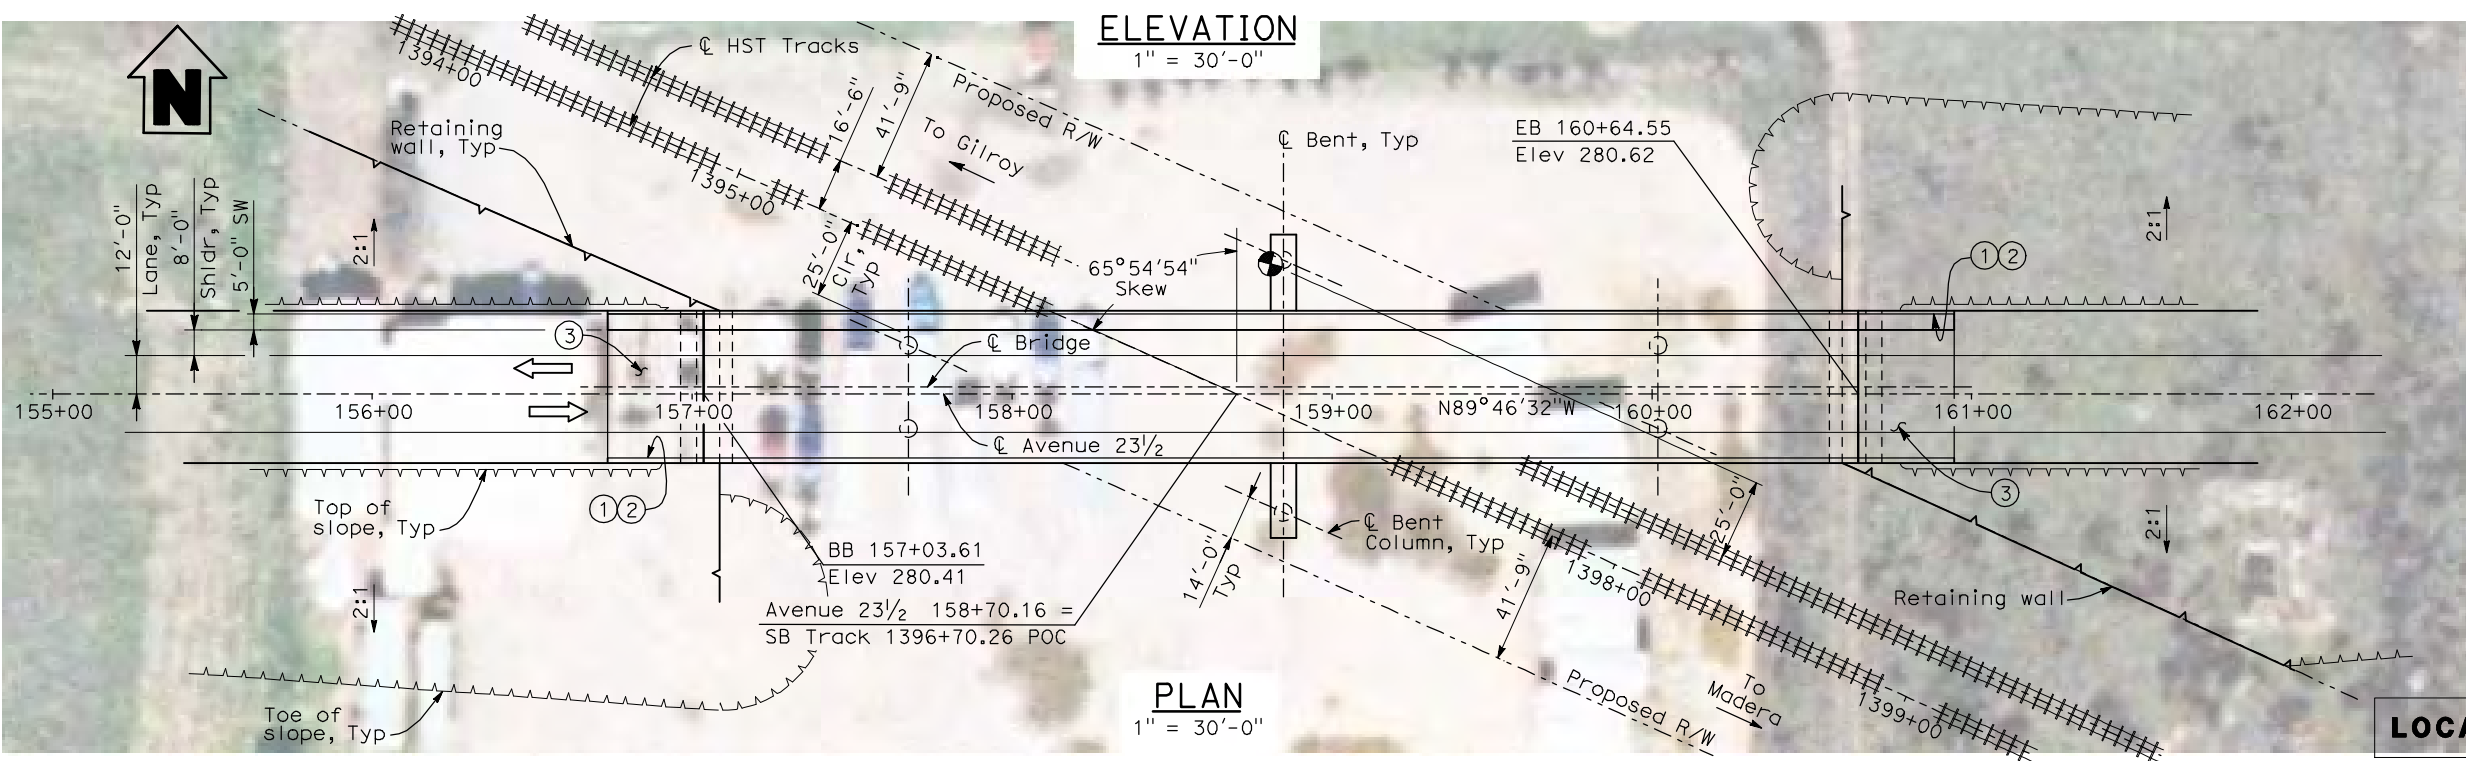 ELEVATION
1" = 30'-0"
N
1394+00
℄ HST Tracks
16'-6"
41'-9"
Proposed R/W
To Gilroy
℄ Bent, Typ
EB 160+64.55
Elev 280.62
Retaining
wall, Typ
1395+00
12'-0"
Lane, Typ
8'-0"
Shldr, Typ
5'-0" SW
2:1
25'-0"
Clr,
Typ
65°54'54"
Skew
2:1
1 2
3
℄ Bridge
155+00
156+00
157+00
158+00
159+00
N89°46'32"W
160+00
161+00
162+00
℄ Avenue 23½
Top of
slope, Typ
1 2
BB 157+03.61
Elev 280.41
14'-0"
Typ
℄ Bent
Column, Typ
25'-0"
3
2:1
2:1
41'-9"
1398+00
Avenue 23½ 158+70.16 =
SB Track 1396+70.26 POC
Retaining wall
Toe of
slope, Typ
PLAN
1" = 30'-0"
Proposed R/W
To
Madera
1399+00
LOCA